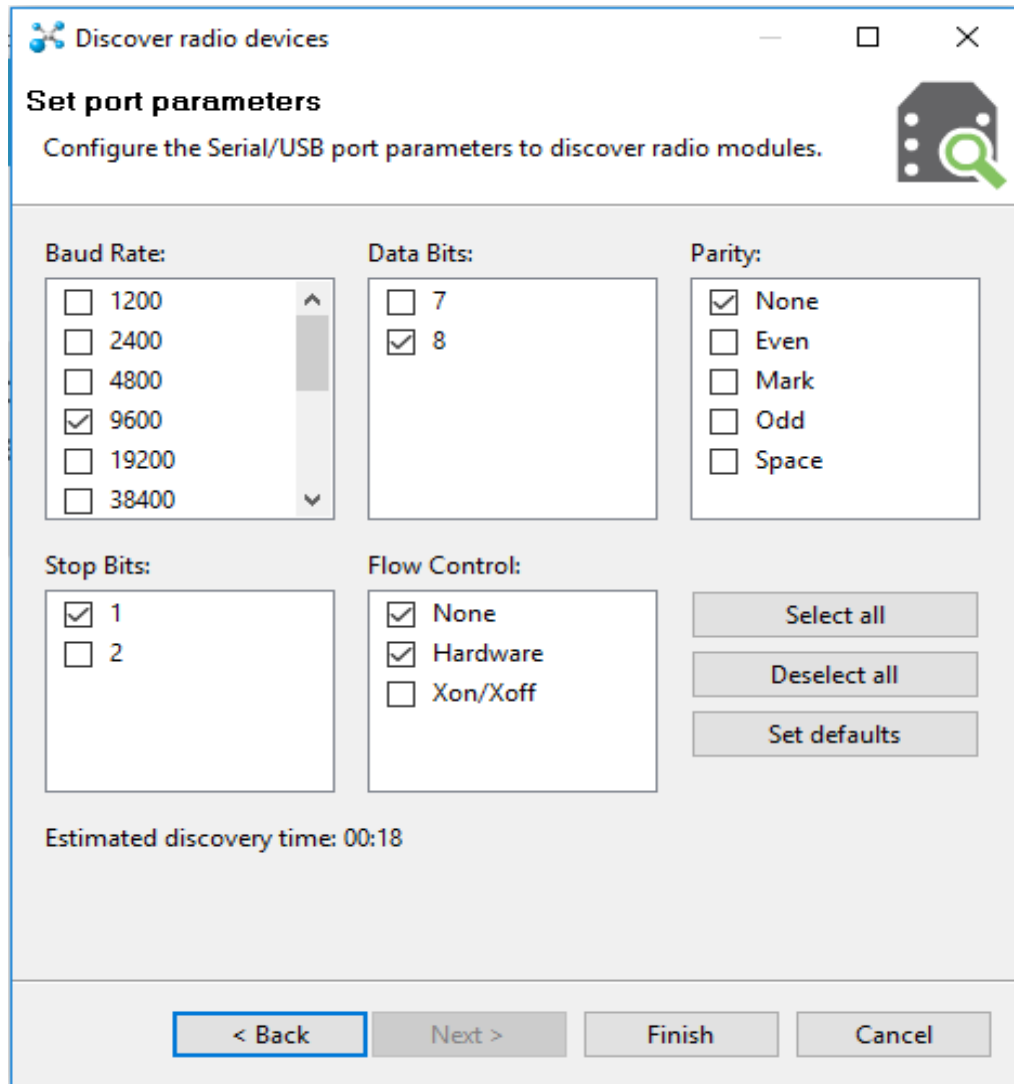 Discover radio devices
Set port parameters
Configure the Serial/USB port parameters to discover radio modules.
Baud Rate:
1200
2400
4800
9600
19200
38400
Data Bits:
7
8
Parity:
None
Even
Mark
Odd
Space
Stop Bits:
1
2
Flow Control:
None
Hardware
Xon/Xoff
Select all
Deselect all
Set defaults
Estimated discovery time: 00:18
< Back
Next >
Finish
Cancel